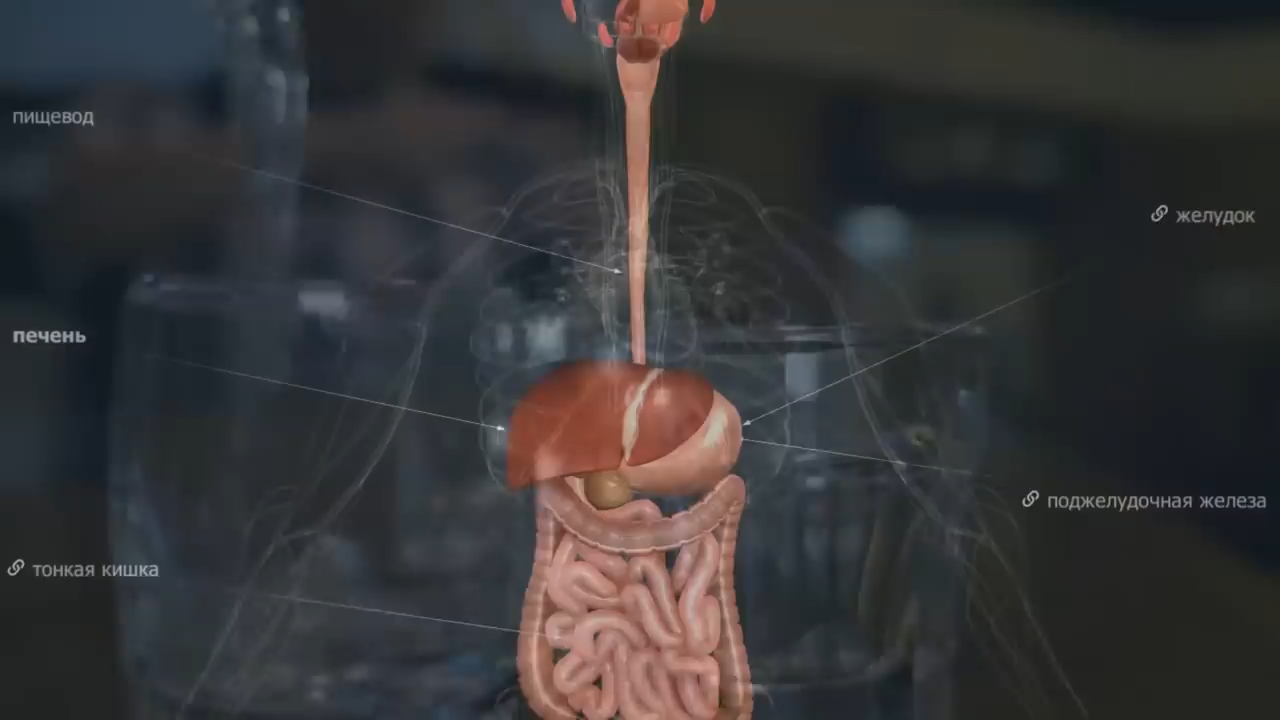 пищевод
желудок
печень
поджелудочная железа
тонкая кишка